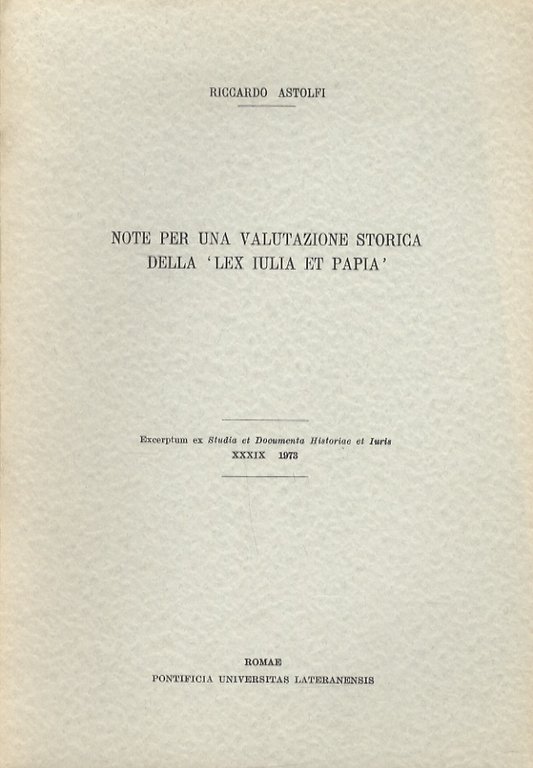 RICCARDO ASTOLFI
NOTE PER UNA VALUTAZIONE STORICA
DELLA 'LEX IULIA ET PAPIA'
Excerptum ex Studia et Documenta Historiae et Iuris
XXXIX 1973
ROMAE
PONTIFICIA UNIVERSITAS LATERANENSIS